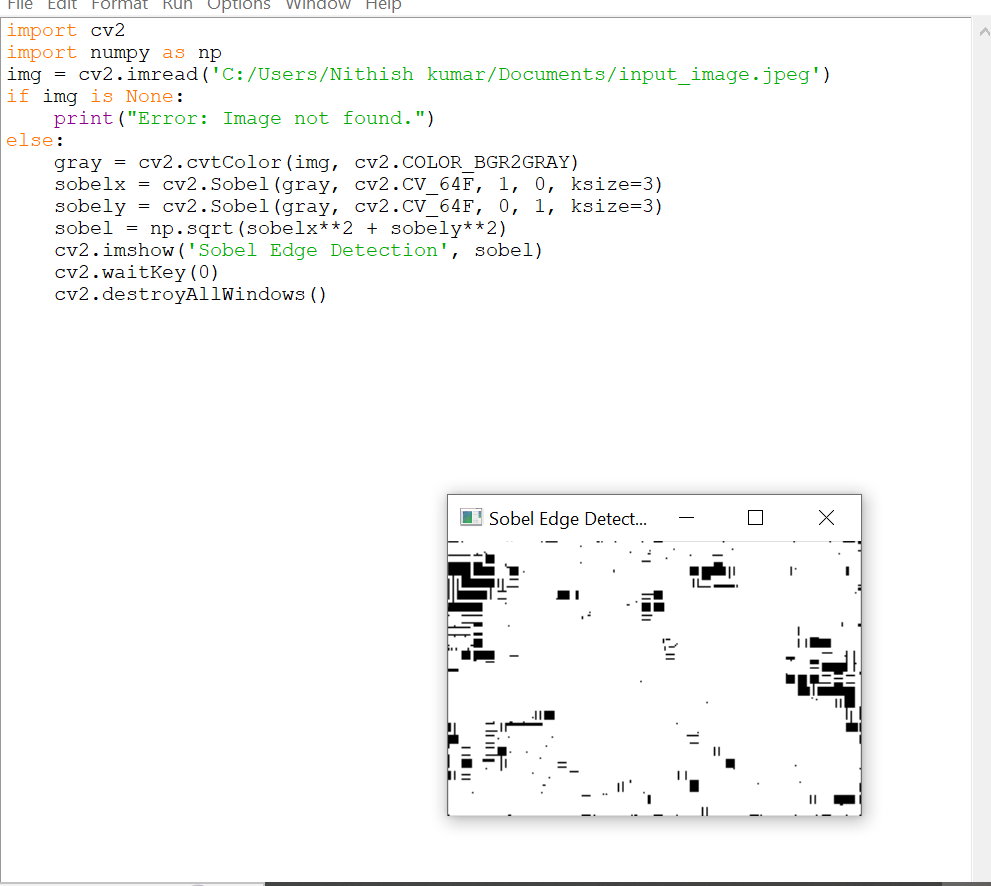 File Edit Format Run Options Window Help
import cv2
import numpy as np
img = cv2.imread('C:/Users/Nithish kumar/Documents/input_image.jpeg')
if img is None:
    print("Error: Image not found.")
else:
    gray = cv2.cvtColor(img, cv2.COLOR_BGR2GRAY)
    sobelx = cv2.Sobel(gray, cv2.CV_64F, 1, 0, ksize=3)
    sobely = cv2.Sobel(gray, cv2.CV_64F, 0, 1, ksize=3)
    sobel = np.sqrt(sobelx**2 + sobely**2)
    cv2.imshow('Sobel Edge Detection', sobel)
    cv2.waitKey(0)
    cv2.destroyAllWindows()
Sobel Edge Detect...